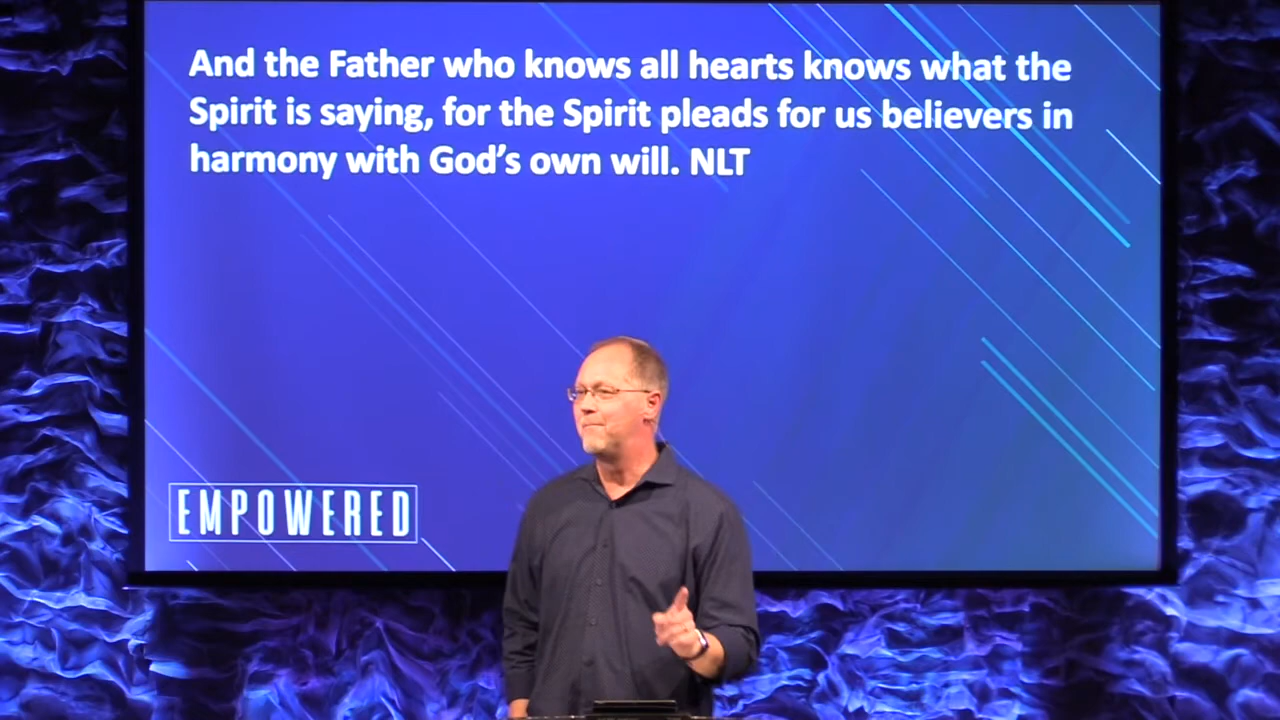 And the Father who knows all hearts knows what the
Spirit is saying, for the Spirit pleads for us believers in
harmony with God’s own will. NLT
EMPOWERED